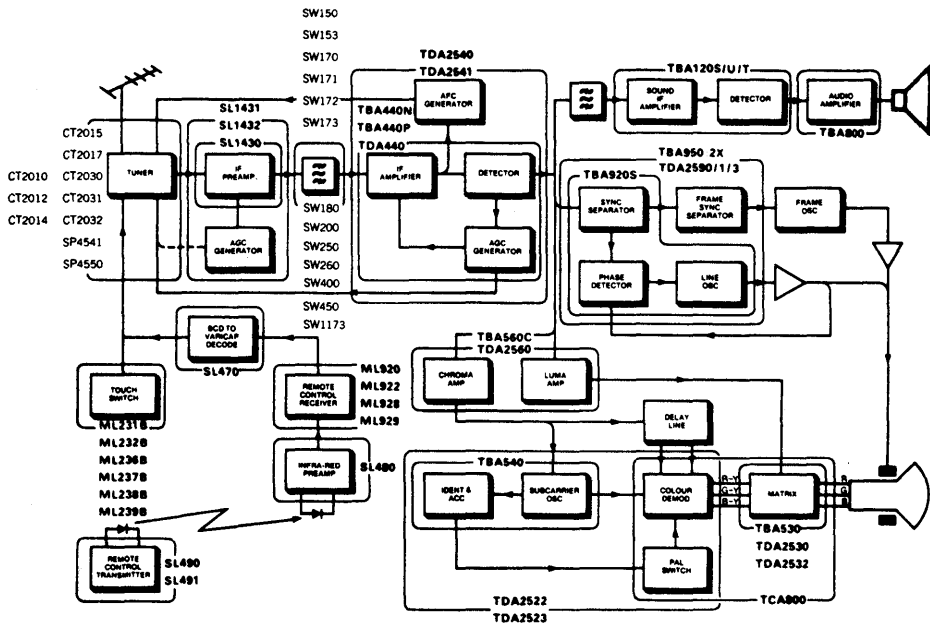 SW150
SW153
SW170
SW171
SW172
SW173
TDA2540
TDA2541
AFC
GENERATOR
TBA440N
TBA440P
TDA440
IF
AMPLIFIER
DETECTOR
AGC
GENERATOR
SL1431
SL1432
SL1430
IF
PREAMP.
AGC
GENERATOR
CT2015
CT2017
CT2010 CT2030
CT2012 CT2031
CT2014 CT2032
SP4541
SP4550
TUNER
SW180
SW200
SW250
SW260
SW400
SW450
SW1173
TBA120S/U/T
SOUND
IF
AMPLIFIER
DETECTOR
AUDIO
AMPLIFIER
TBA800
TBA950 2X
TDA2590/1/3
TBA920S
SYNC
SEPARATOR
FRAME
SYNC
SEPARATOR
FRAME
OSC
PHASE
DETECTOR
LINE
OSC
BCD TO
VARICAP
DECODE
SL470
TOUCH
SWITCH
ML231B
ML232B
ML236B
ML237B
ML238B
ML239B
REMOTE
CONTROL
RECEIVER
ML920
ML922
ML928
ML929
INFRA-RED
PREAMP
SL480
REMOTE
CONTROL
TRANSMITTER
SL490
SL491
TBA560C
TDA2560
CHROMA
AMP
LUMA
AMP
DELAY
LINE
TBA540
IDENT &
ACC
SUBCARRIER
OSC
COLOUR
DEMOD
R-Y
G-Y
B-Y
MATRIX
R
G
B
TBA530
TDA2530
TDA2532
PAL
SWITCH
TCA800
TDA2522
TDA2523